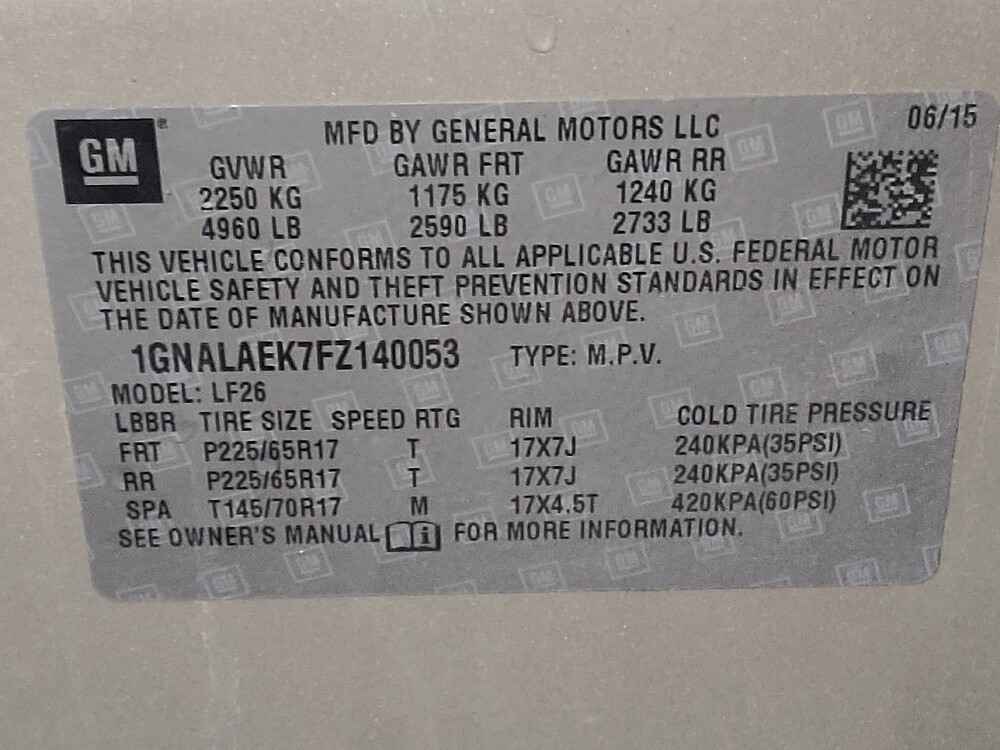 GM® MFD BY GENERAL MOTORS LLC 06/15
GVWR GAWR FRT GAWR RR
2250 KG 1175 KG 1240 KG
4960 LB 2590 LB 2733 LB
THIS VEHICLE CONFORMS TO ALL APPLICABLE U.S. FEDERAL MOTOR
VEHICLE SAFETY AND THEFT PREVENTION STANDARDS IN EFFECT ON
THE DATE OF MANUFACTURE SHOWN ABOVE.
1GNALAEK7FZ140053 TYPE: M.P.V.
MODEL: LF26
LBBR TIRE SIZE SPEED RTG RIM COLD TIRE PRESSURE
FRT P225/65R17 T 17X7J 240KPA(35PSI)
RR P225/65R17 T 17X7J 240KPA(35PSI)
SPA T145/70R17 M 17X4.5T 420KPA(60PSI)
SEE OWNER'S MANUAL i FOR MORE INFORMATION.